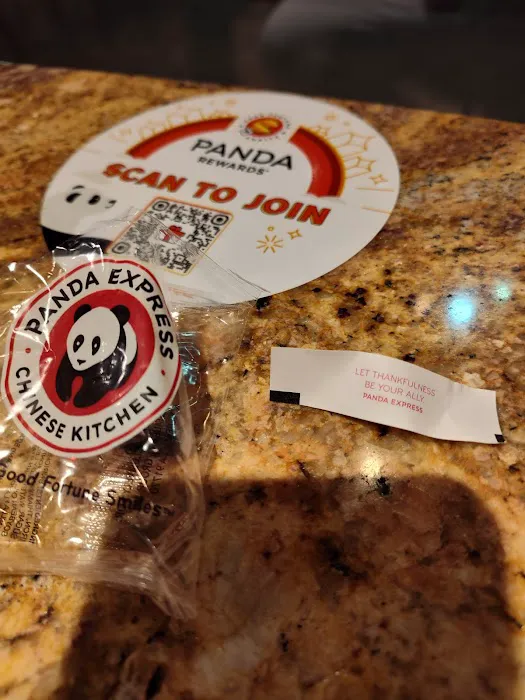 PANDA
REWARDS
SCAN TO JOIN
PANDA EXPRESS
CHINESE KITCHEN
Good Fortune Smiles
LET THANKFULNESS
BE YOUR ALLY.
PANDA EXPRESS